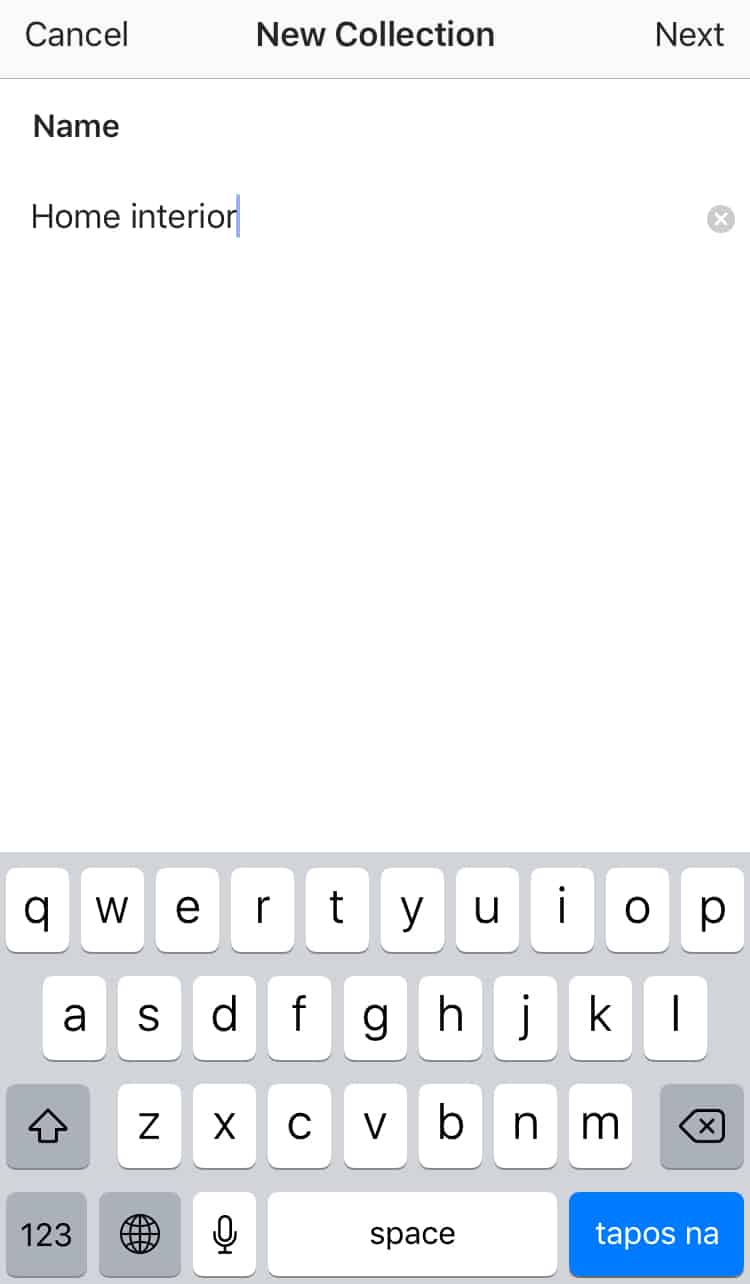 Cancel New Collection Next
Name
Home interior
q w e r t y u i o p
a s d f g h j k l
z x c v b n m
123 space tapos na